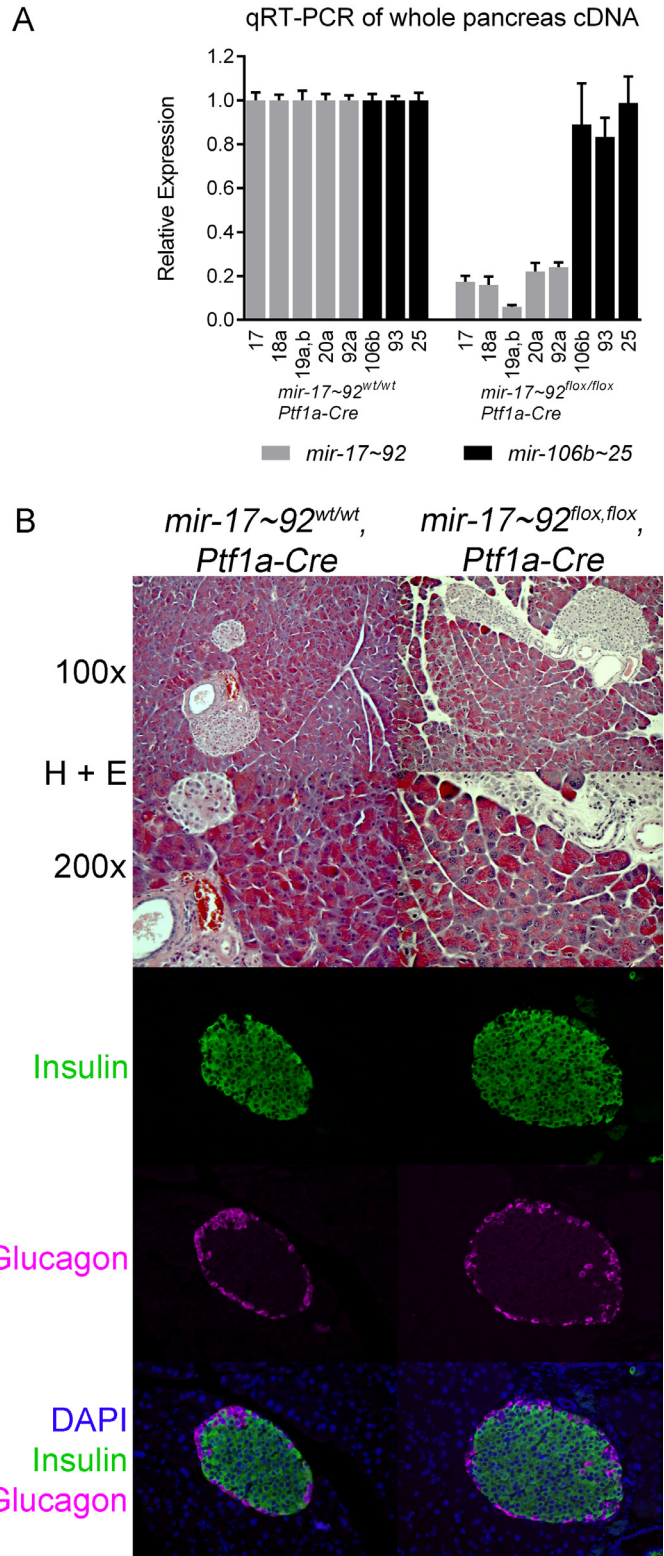 A
qRT-PCR of whole pancreas cDNA
Relative Expression
1.0
0.8
0.6
0.4
0.2
0.0
17
18a
19a,b
20a
92a
106b
93
25
17
18a
19a,b
20a
92a
106b
93
25
mir-17~92wt/wt
Ptf1a-Cre
mir-17~92flox/flox
Ptf1a-Cre
mir-17~92
mir-106b~25
B
mir-17~92wt/wt,
Ptf1a-Cre
mir-17~92flox,flox,
Ptf1a-Cre
100x
H + E
200x
Insulin
Glucagon
DAPI
Insulin
Glucagon